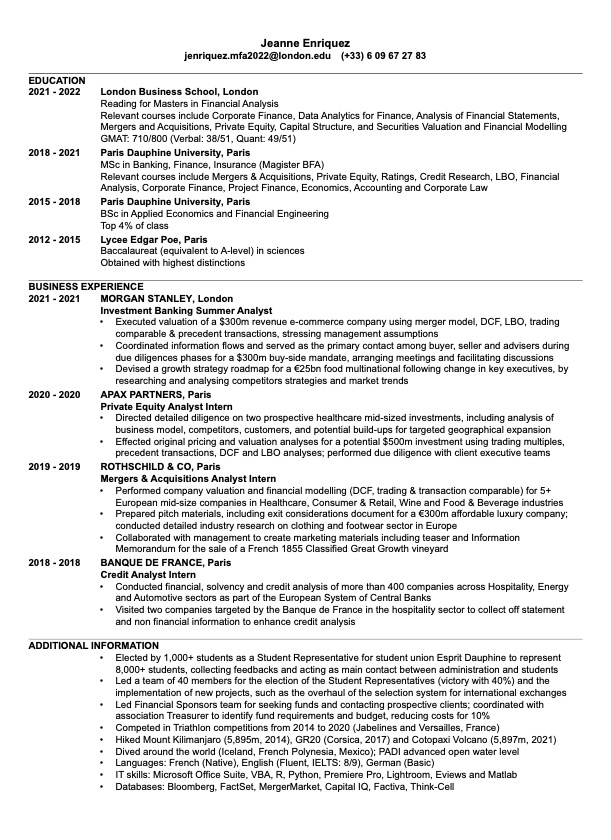 Jeanne Enriquez
jenriquez.mfa2022@london.edu (+33) 6 09 67 27 83
EDUCATION
2021 - 2022 London Business School, London
Reading for Masters in Financial Analysis
Relevant courses include Corporate Finance, Data Analytics for Finance, Analysis of Financial Statements,
Mergers and Acquisitions, Private Equity, Capital Structure, and Securities Valuation and Financial Modelling
GMAT: 710/800 (Verbal: 38/51, Quant: 49/51)
2018 - 2021 Paris Dauphine University, Paris
MSc in Banking, Finance, Insurance (Magister BFA)
Relevant courses include Mergers & Acquisitions, Private Equity, Ratings, Credit Research, LBO, Financial
Analysis, Corporate Finance, Project Finance, Economics, Accounting and Corporate Law
2015 - 2018 Paris Dauphine University, Paris
BSc in Applied Economics and Financial Engineering
Top 4% of class
2012 - 2015 Lycee Edgar Poe, Paris
Baccalaureat (equivalent to A-level) in sciences
Obtained with highest distinctions
BUSINESS EXPERIENCE
2021 - 2021 MORGAN STANLEY, London
Investment Banking Summer Analyst
• Executed valuation of a $300m revenue e-commerce company using merger model, DCF, LBO, trading
comparable & precedent transactions, stressing management assumptions
• Coordinated information flows and served as the primary contact among buyer, seller and advisers during
due diligences phases for a $300m buy-side mandate, arranging meetings and facilitating discussions
• Devised a growth strategy roadmap for a €25bn food multinational following change in key executives, by
researching and analysing competitors strategies and market trends
2020 - 2020 APAX PARTNERS, Paris
Private Equity Analyst Intern
• Directed detailed diligence on two prospective healthcare mid-sized investments, including analysis of
business model, competitors, customers, and potential build-ups for targeted geographical expansion
• Effected original pricing and valuation analyses for a potential $500m investment using trading multiples,
precedent transactions, DCF and LBO analyses; performed due diligence with client executive teams
2019 - 2019 ROTHSCHILD & CO, Paris
Mergers & Acquisitions Analyst Intern
• Performed company valuation and financial modelling (DCF, trading & transaction comparable) for 5+
European mid-size companies in Healthcare, Consumer & Retail, Wine and Food & Beverage industries
• Prepared pitch materials, including exit considerations document for a €300m affordable luxury company;
conducted detailed industry research on clothing and footwear sector in Europe
• Collaborated with management to create marketing materials including teaser and Information
Memorandum for the sale of a French 1855 Classified Great Growth vineyard
2018 - 2018 BANQUE DE FRANCE, Paris
Credit Analyst Intern
• Conducted financial, solvency and credit analysis of more than 400 companies across Hospitality, Energy
and Automotive sectors as part of the European System of Central Banks
• Visited two companies targeted by the Banque de France in the hospitality sector to collect off statement
and non financial information to enhance credit analysis
ADDITIONAL INFORMATION
• Elected by 1,000+ students as a Student Representative for student union Esprit Dauphine to represent
8,000+ students, collecting feedbacks and acting as main contact between administration and students
• Led a team of 40 members for the election of the Student Representatives (victory with 40%) and the
implementation of new projects, such as the overhaul of the selection system for international exchanges
• Led Financial Sponsors team for seeking funds and contacting prospective clients; coordinated with
association Treasurer to identify fund requirements and budget, reducing costs for 10%
• Competed in Triathlon competitions from 2014 to 2020 (Jabelines and Versailles, France)
• Hiked Mount Kilimanjaro (5,895m, 2014), GR20 (Corsica, 2017) and Cotopaxi Volcano (5,897m, 2021)
• Dived around the world (Iceland, French Polynesia, Mexico); PADI advanced open water level
• Languages: French (Native), English (Fluent, IELTS: 8/9), German (Basic)
• IT skills: Microsoft Office Suite, VBA, R, Python, Premiere Pro, Lightroom, Eviews and Matlab
• Databases: Bloomberg, FactSet, MergerMarket, Capital IQ, Factiva, Think-Cell